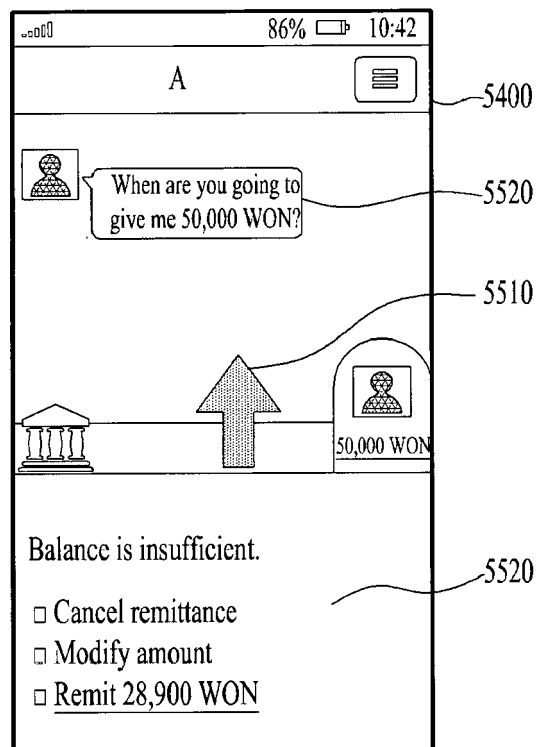 86% 10:42
A
5400
When are you going to
give me 50,000 WON?
5520
5510
50,000 WON
Balance is insufficient.
5520
Cancel remittance
Modify amount
Remit 28,900 WON